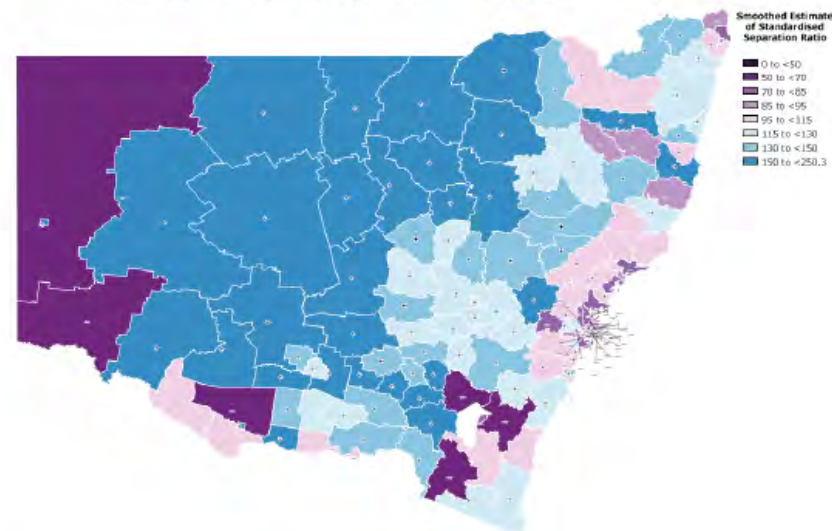 Smoothed Estimate
of Standardised
Separation Ratio
0 to <50
50 to <70
70 to <85
85 to <95
95 to <115
115 to <130
130 to <150
150 to <250.3